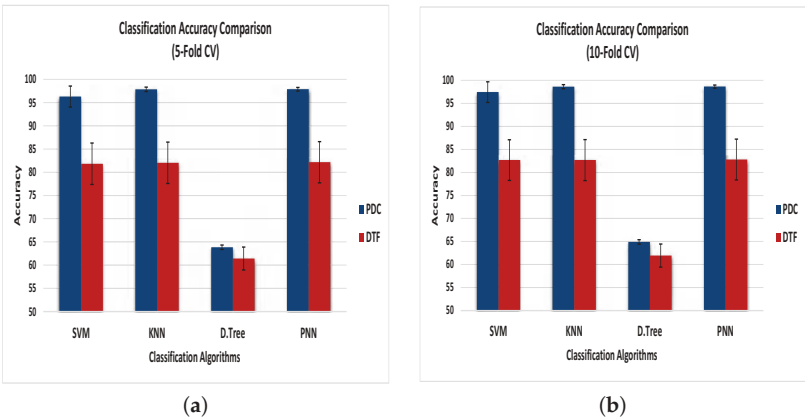 Classification Accuracy Comparison
(5-Fold CV)
100
95
90
85
80
75
70
65
60
55
50
Accuracy
SVM KNN D.Tree PNN
Classification Algorithms
PDC
DTF
(a)
Classification Accuracy Comparison
(10-Fold CV)
100
95
90
85
80
75
70
65
60
55
50
Accuracy
SVM KNN D.Tree PNN
Classification Algorithms
PDC
DTF
(b)